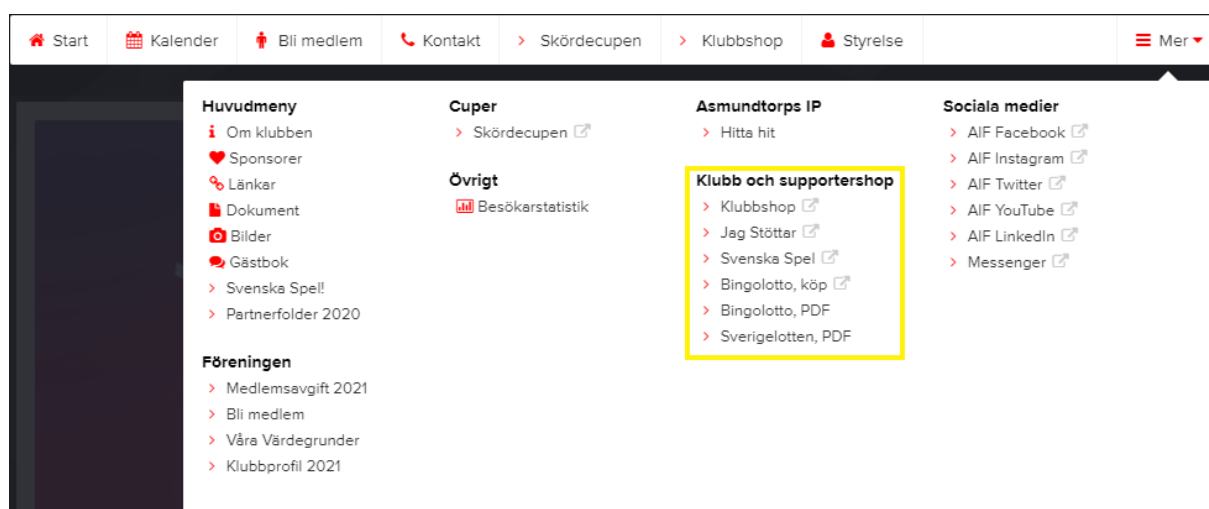 Start
Kalender
Bli medlem
Kontakt
Skördecupen
Klubbshop
Styrelse
Mer
Huvudmeny
Om klubben
Sponsorer
Länkar
Dokument
Bilder
Gästbok
Svenska Spel!
Partnerfolder 2020
Föreningen
Medlemsavgift 2021
Bli medlem
Våra Värdegrunder
Klubbprofil 2021
Cuper
Skördecupen
Övrigt
Besökarstatistik
Asmundtorps IP
Hitta hit
Klubb och supportershop
Klubbshop
Jag Stöttar
Svenska Spel
Bingolotto, köp
Bingolotto, PDF
Sverigelotten, PDF
Sociala medier
AIF Facebook
AIF Instagram
AIF Twitter
AIF YouTube
AIF LinkedIn
Messenger